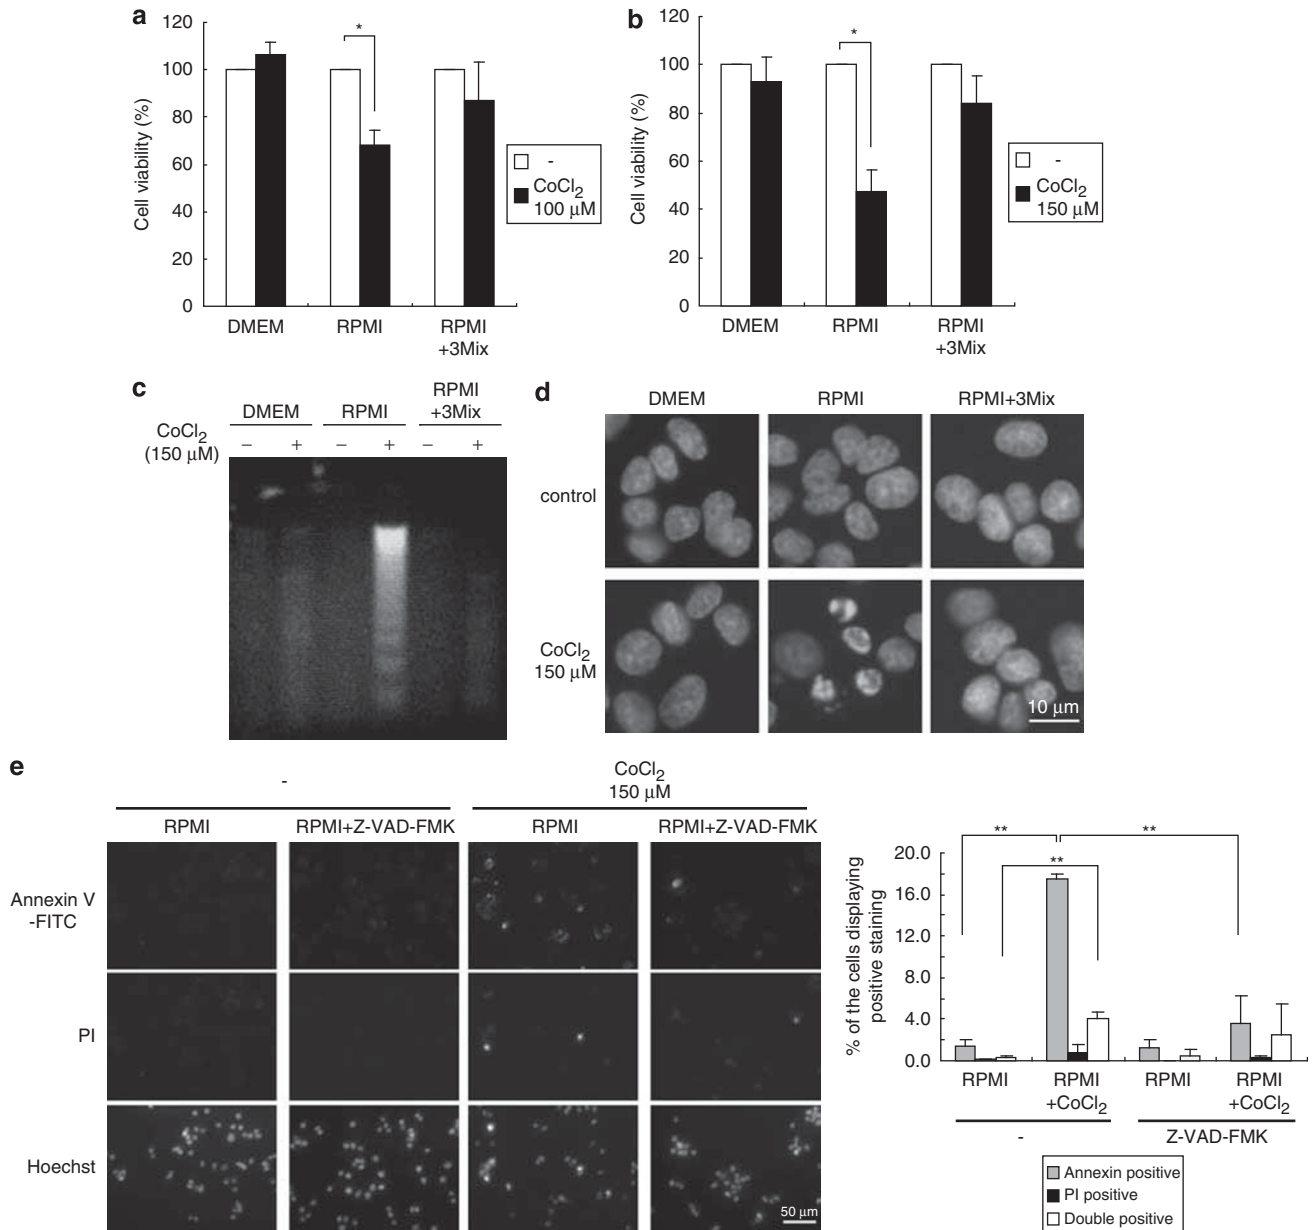 a
120
100
80
60
40
20
0
Cell viability (%)
*
DMEM
RPMI
RPMI
+3Mix
-
CoCl2
100 µM
b
120
100
80
60
40
20
0
Cell viability (%)
*
DMEM
RPMI
RPMI
+3Mix
-
CoCl2
150 µM
c
DMEM
RPMI
RPMI
+3Mix
CoCl2
(150 µM)
− + − + − +
d
DMEM
RPMI
RPMI+3Mix
control
CoCl2
150 µM
10 µm
e
-
CoCl2
150 µM
RPMI
RPMI+Z-VAD-FMK
RPMI
RPMI+Z-VAD-FMK
Annexin V
-FITC
PI
Hoechst
50 µm
% of the cells displaying
positive staining
20.0
16.0
12.0
8.0
4.0
0.0
**
**
**
RPMI
RPMI
+CoCl2
RPMI
RPMI
+CoCl2
-
Z-VAD-FMK
Annexin positive
PI positive
Double positive